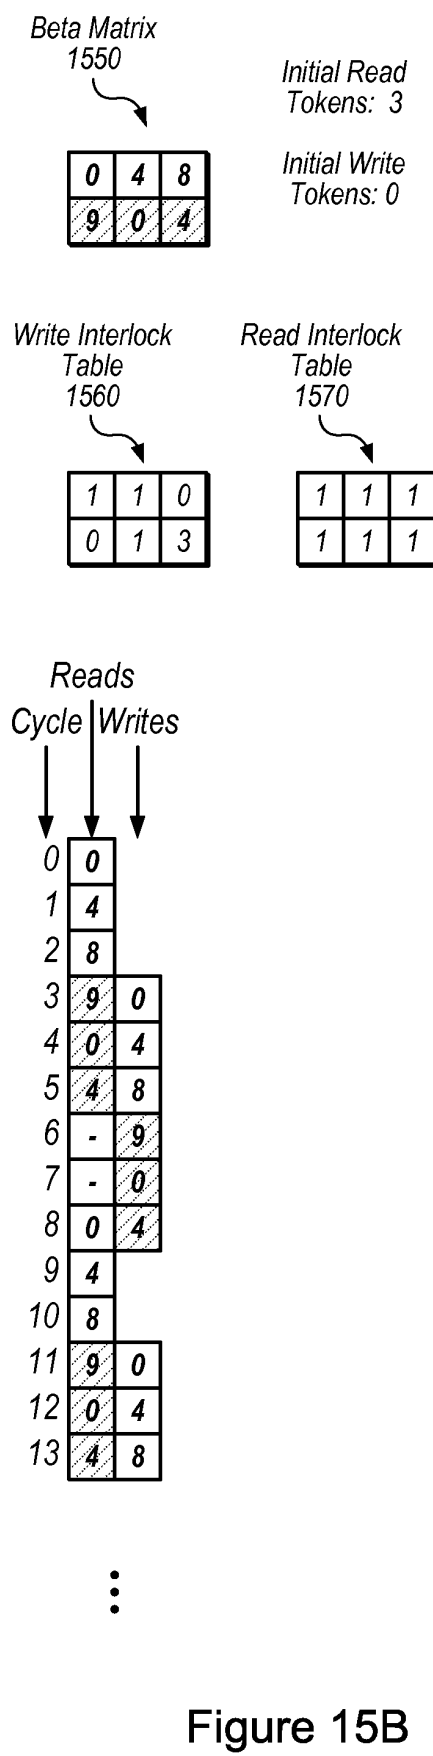 Beta Matrix
1550
Initial Read
Tokens: 3
Initial Write
Tokens: 0
0 4 8
9 0 4
Write Interlock
Table
1560
Read Interlock
Table
1570
1 1 0
0 1 3
1 1 1
1 1 1
Reads
Cycle Writes
0 0
1 4
2 8
3 9 0
4 0 4
5 4 8
6 - 9
7 - 0
8 0 4
9 4
10 8
11 9 0
12 0 4
13 4 8
Figure 15B